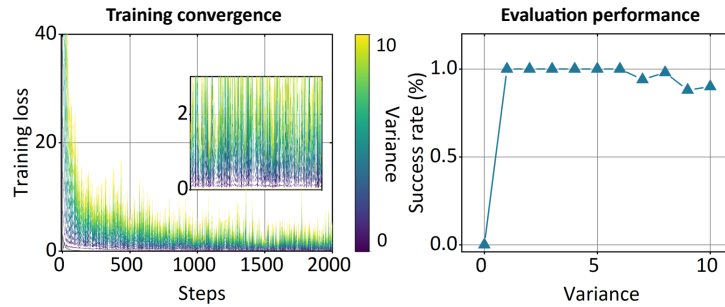 Training convergence
Training loss
40
20
0
2
0
0
500
1000
1500
2000
Steps
10
Variance
0
Evaluation performance
Success rate (%)
1.0
0.5
0.0
0
5
10
Variance